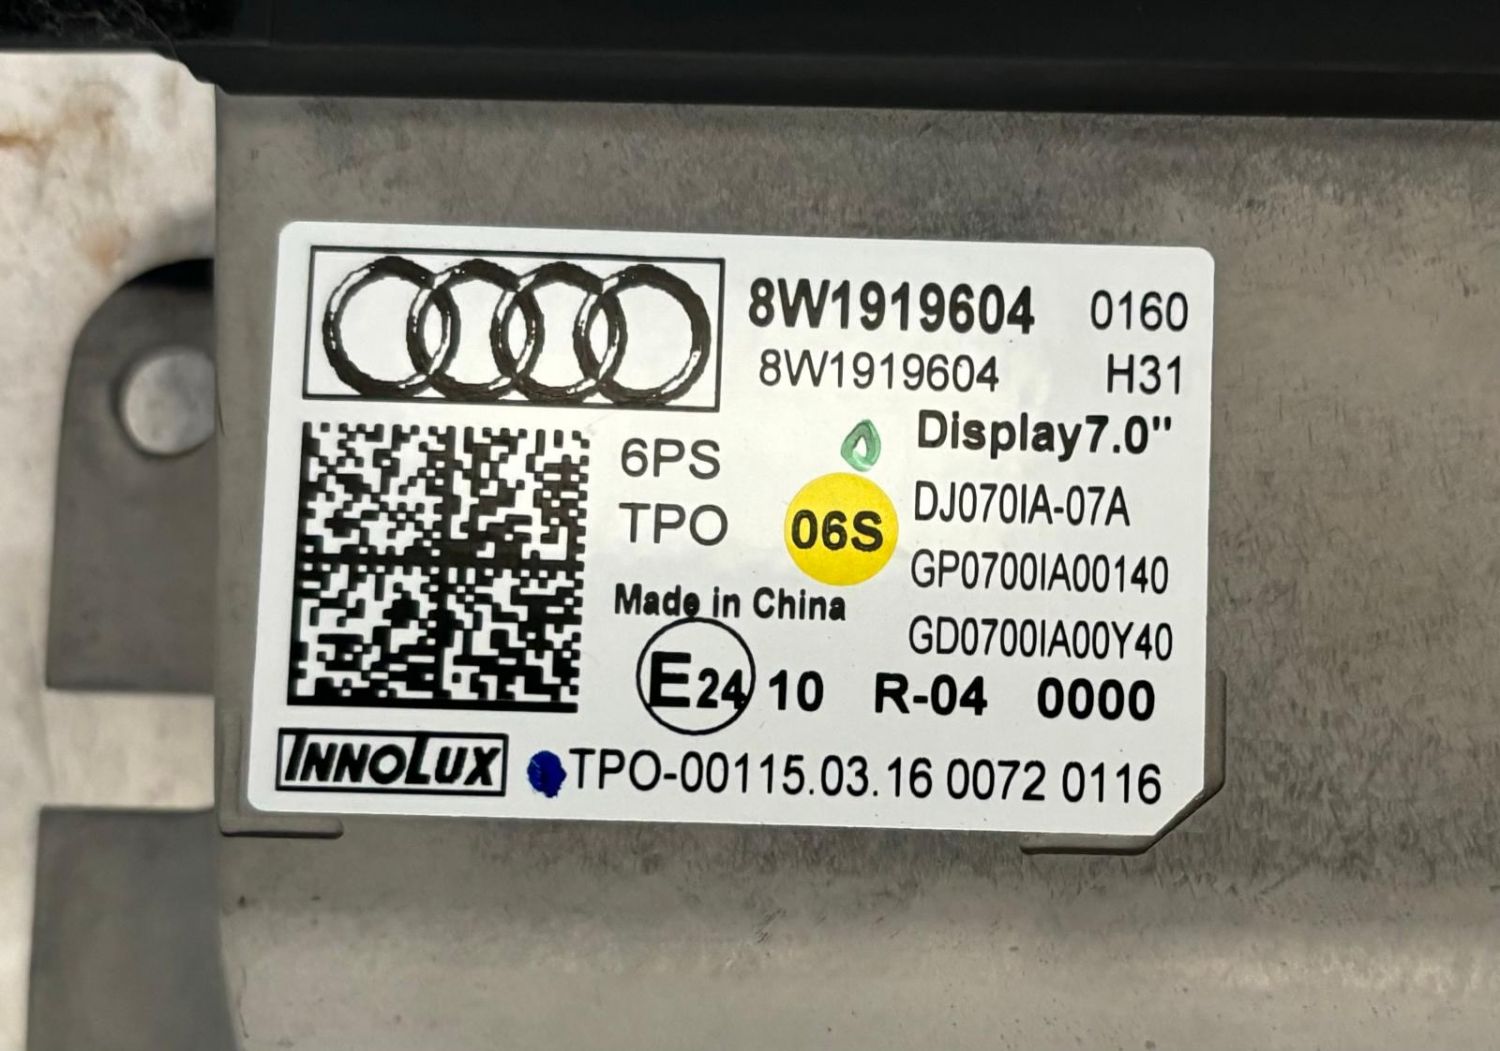 8W1919604 0160
8W1919604 H31
Display7.0"
6PS
DJ070IA-07A
TPO
06S
GP0700IA00140
Made in China
GD0700IA00Y40
E24 10 R-04 0000
INNOLUX
TPO-00115.03.16 0072 0116